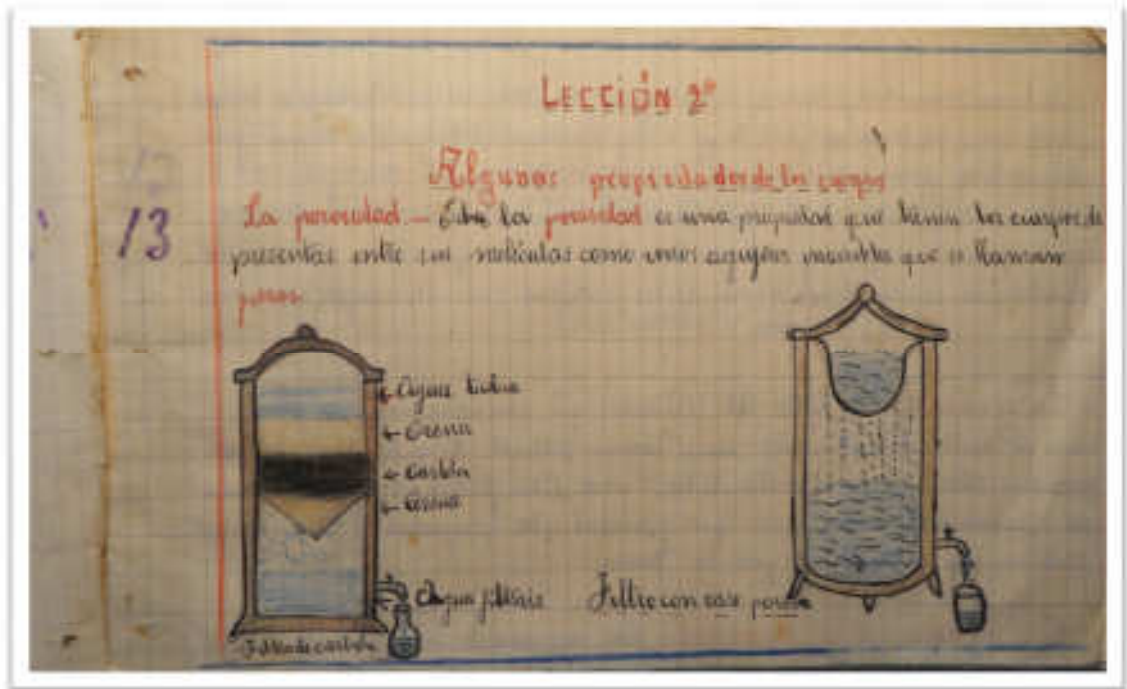 LECCIÓN 2ª
Algunas propiedades de los cuerpos
13
La porosidad.- la porosidad es una propiedad que tienen los cuerpos de
presentar entre sus moléculas como unos agujeros que se llaman
poros
Agua turbia
Arena
Carbón
Arena
Agua filtrada
Filtro de carbón
Filtro con vaso poroso